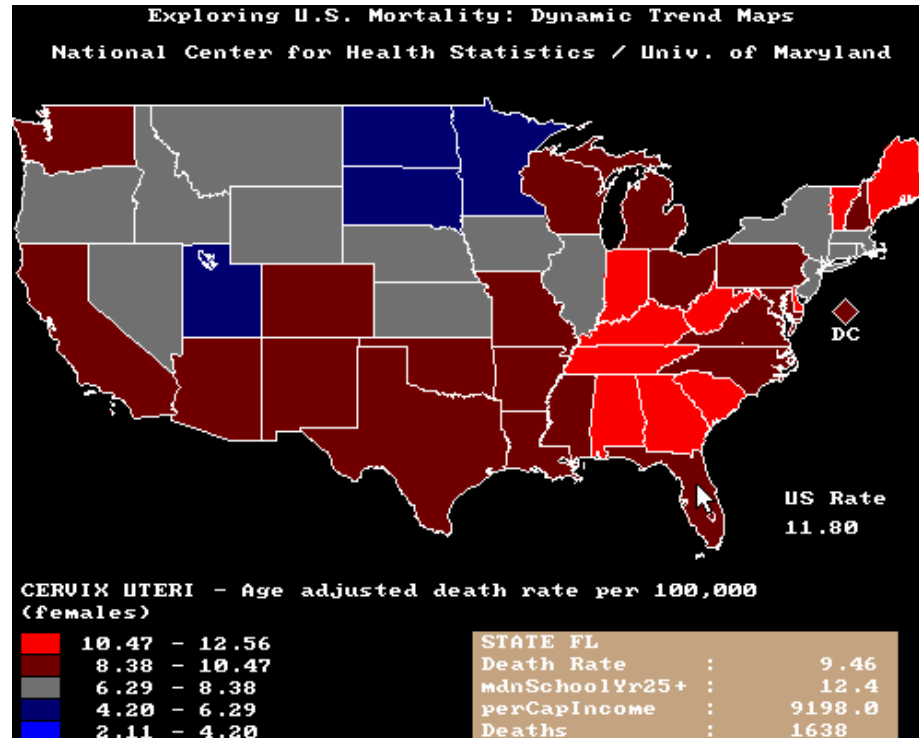 Exploring U.S. Mortality: Dynamic Trend Maps
National Center for Health Statistics / Univ. of Maryland
DC
US Rate
11.80
CERVIX UTERI - Age adjusted death rate per 100,000
(females)
10.47 - 12.56
8.38 - 10.47
6.29 - 8.38
4.20 - 6.29
2.11 - 4.20
STATE FL
Death Rate : 9.46
mdnSchoolYr25+ : 12.4
perCapIncome : 9198.0
Deaths : 1638